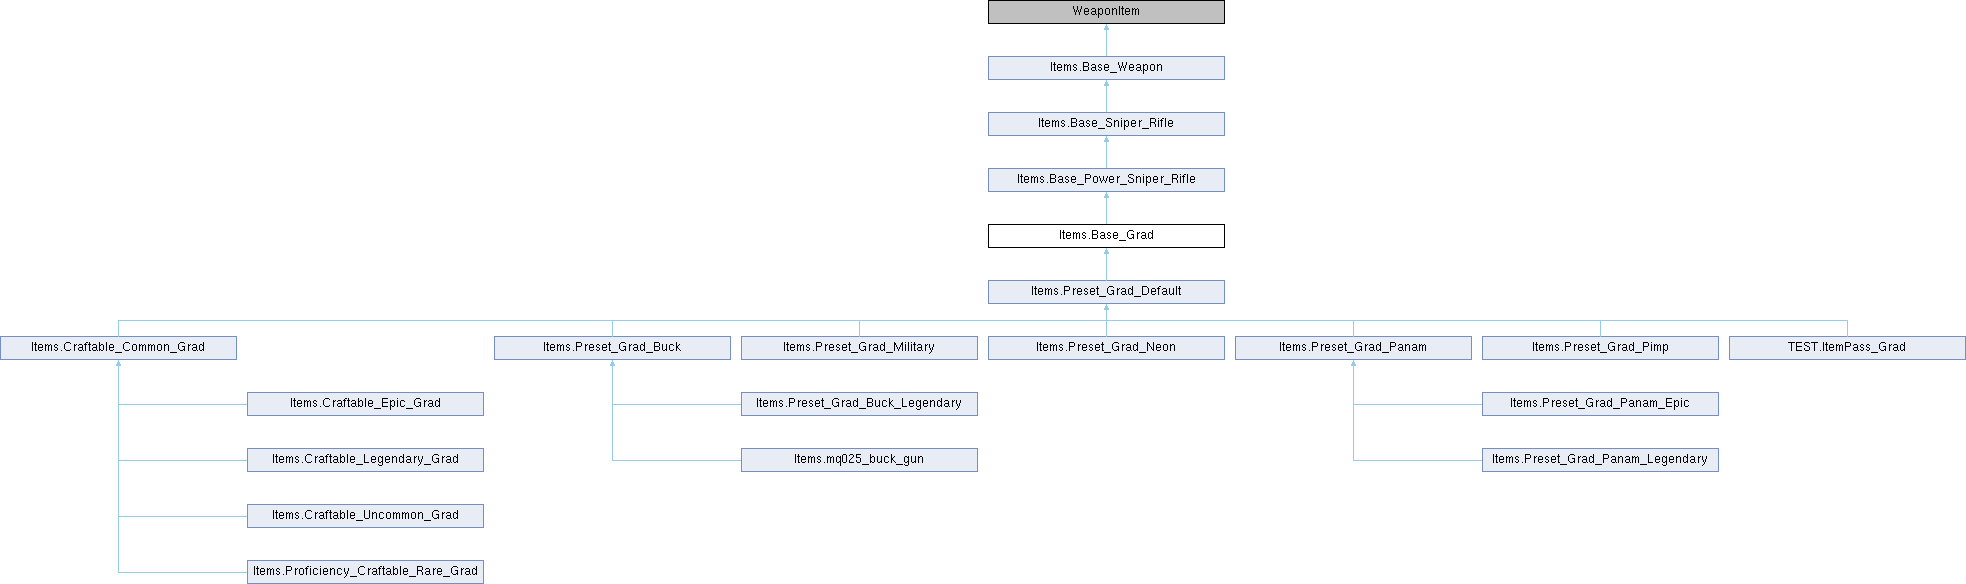 WeaponItem
Items.Base_Weapon
Items.Base_Sniper_Rifle
Items.Base_Power_Sniper_Rifle
Items.Base_Grad
Items.Preset_Grad_Default
Items.Craftable_Common_Grad
Items.Preset_Grad_Buck
Items.Preset_Grad_Military
Items.Preset_Grad_Neon
Items.Preset_Grad_Panam
Items.Preset_Grad_Pimp
TEST.ItemPass_Grad
Items.Craftable_Epic_Grad
Items.Preset_Grad_Buck_Legendary
Items.Preset_Grad_Panam_Epic
Items.Craftable_Legendary_Grad
Items.mq025_buck_gun
Items.Preset_Grad_Panam_Legendary
Items.Craftable_Uncommon_Grad
Items.Proficiency_Craftable_Rare_Grad